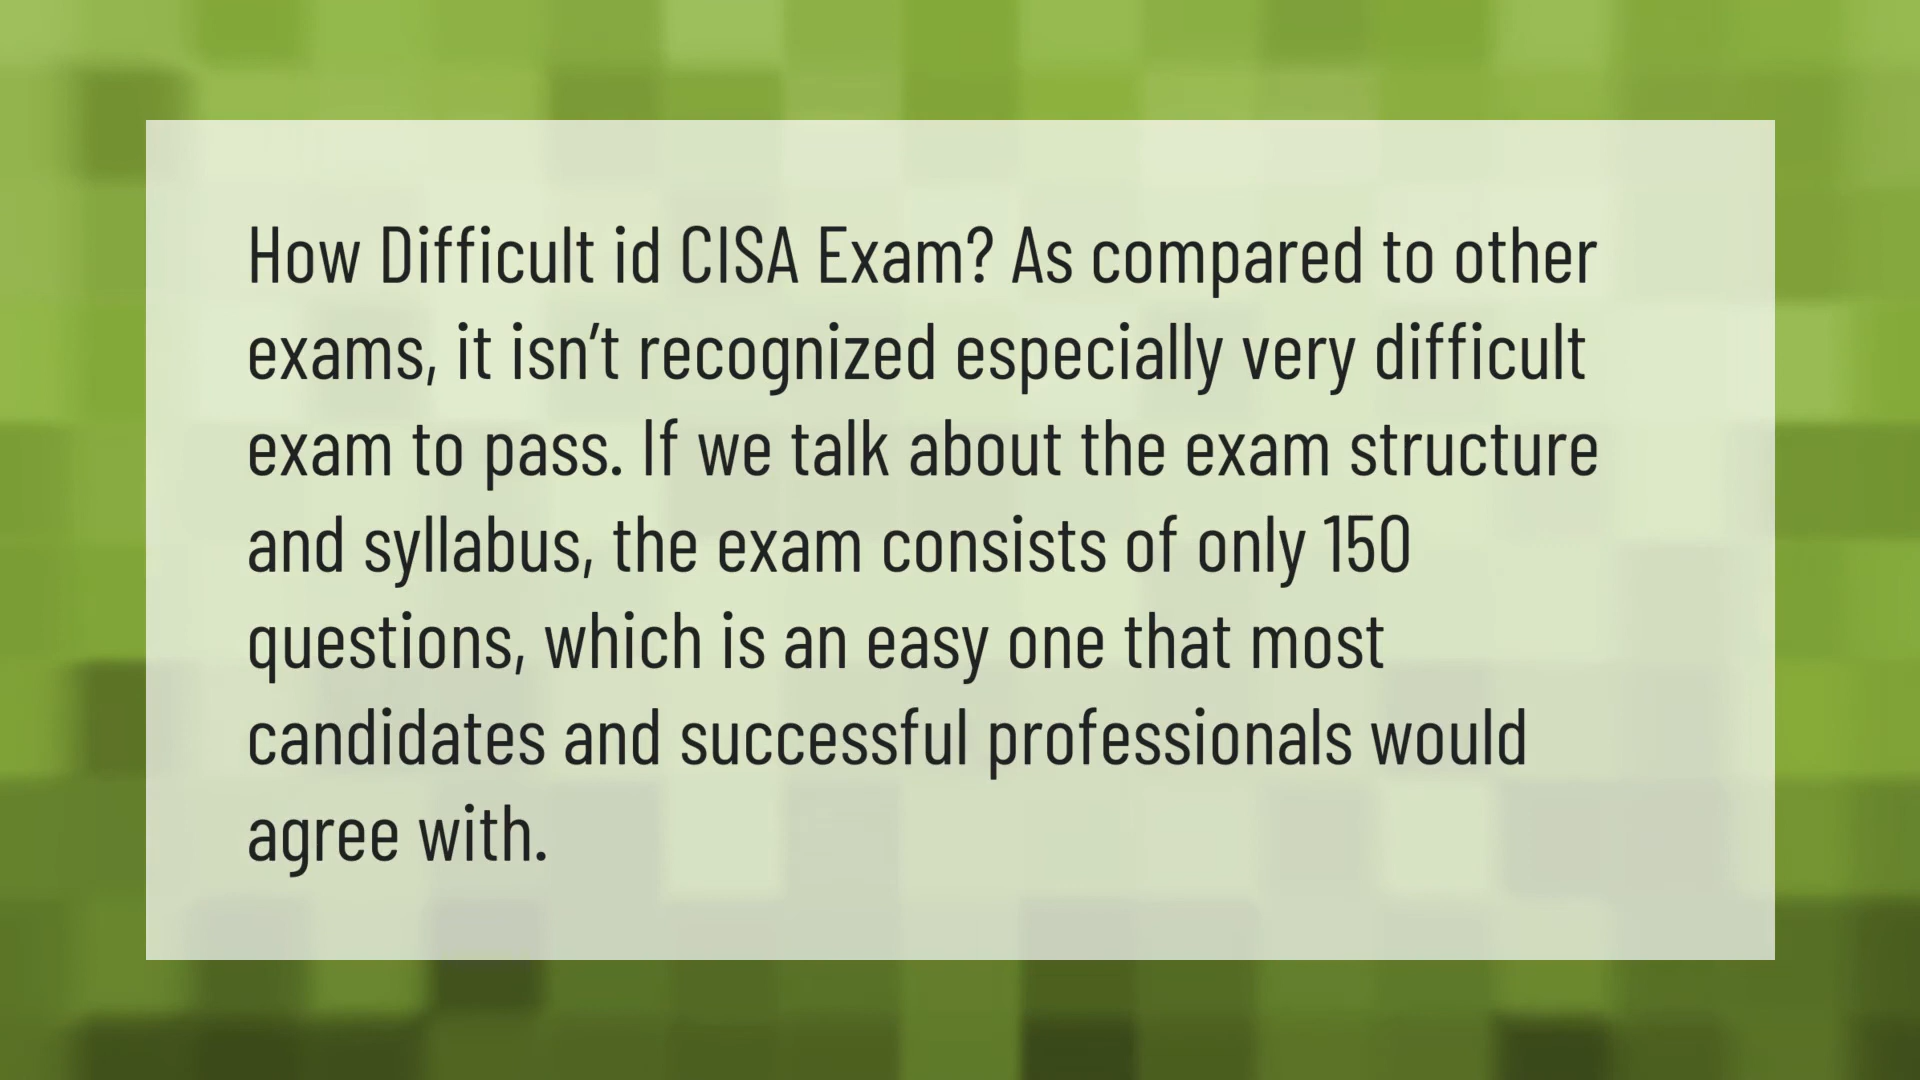 How Difficult id CISA Exam? As compared to other
exams, it isn’t recognized especially very difficult
exam to pass. If we talk about the exam structure
and syllabus, the exam consists of only 150
questions, which is an easy one that most
candidates and successful professionals would
agree with.